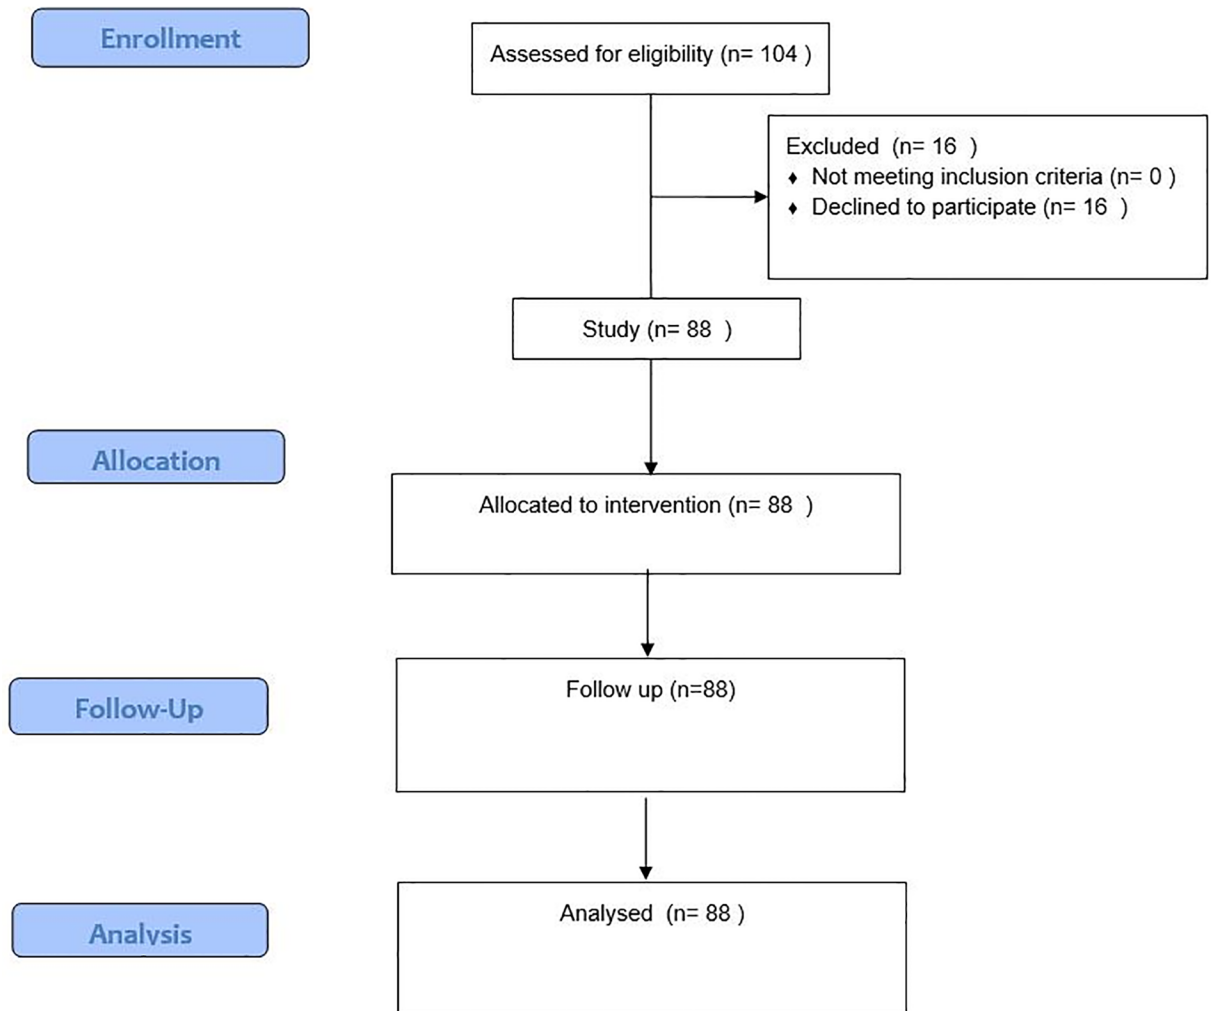 Enrollment
Assessed for eligibility (n= 104 )
Excluded (n= 16 )
♦ Not meeting inclusion criteria (n= 0 )
♦ Declined to participate (n= 16 )
Study (n= 88 )
Allocation
Allocated to intervention (n= 88 )
Follow-Up
Follow up (n=88)
Analysis
Analysed (n= 88 )